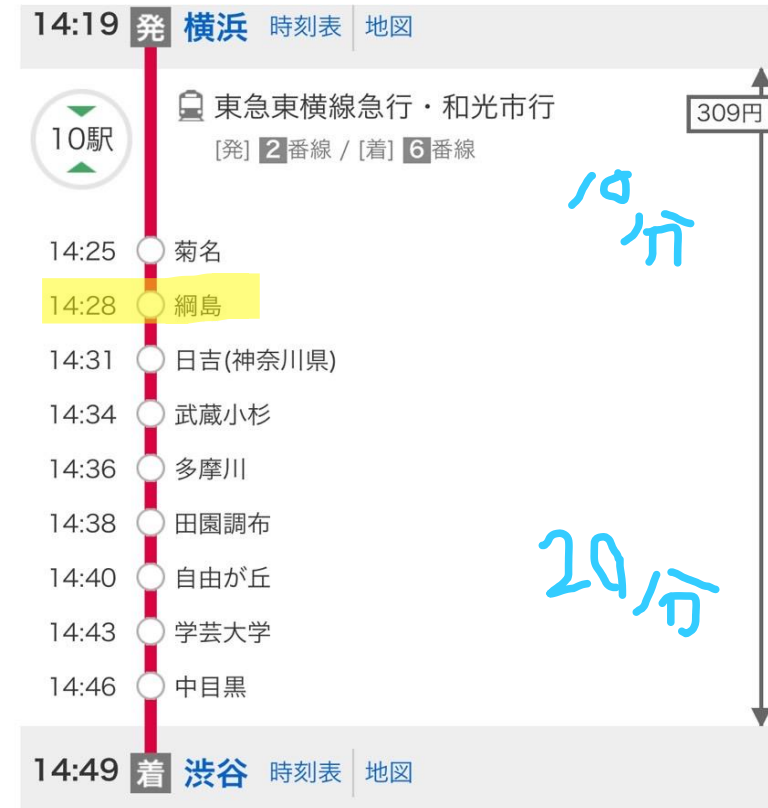 14:19 発 横浜 時刻表 地図
10駅
東急東横線急行・和光市行
309円
[発] 2番線 / [着] 6番線
10分
14:25 菊名
14:28 綱島
14:31 日吉(神奈川県)
14:34 武蔵小杉
14:36 多摩川
14:38 田園調布
14:40 自由が丘
20分
14:43 学芸大学
14:46 中目黒
14:49 着 渋谷 時刻表 地図